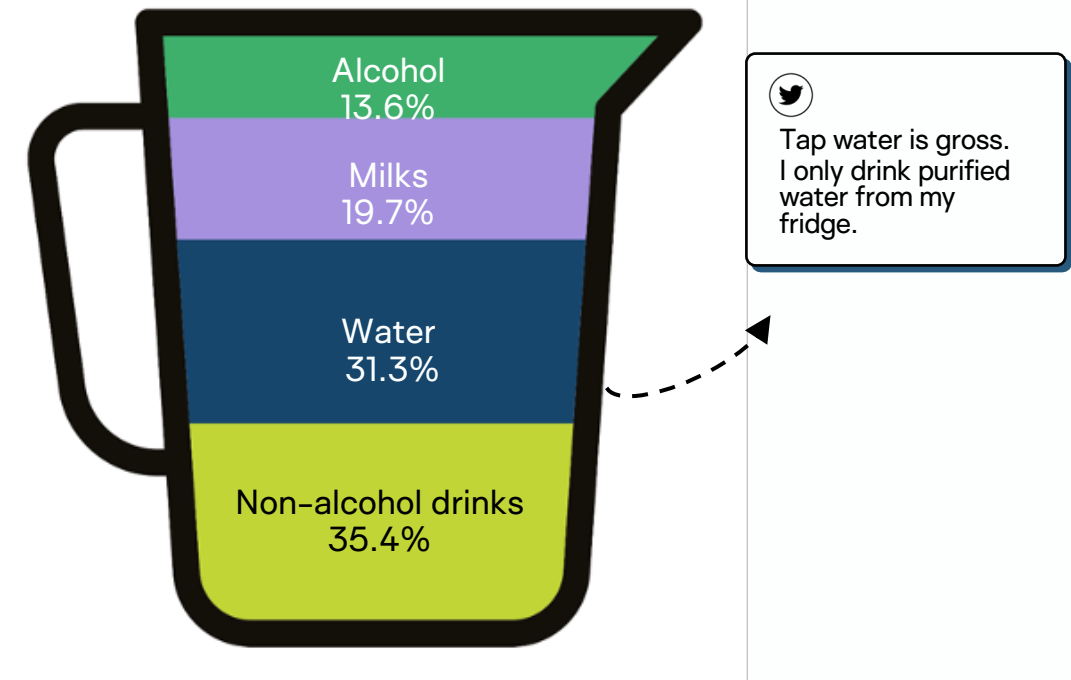 Alcohol
13.6%
Milks
19.7%
Water
31.3%
Non-alcohol drinks
35.4%
Tap water is gross.
I only drink purified
water from my
fridge.